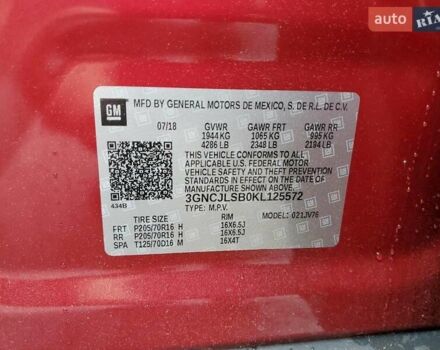 auto RIA
GM
MFD BY GENERAL MOTORS DE MEXICO, S. DE R.L. DE C.V.
07/18 GVWR GAWR FRT GAWR RR
1944 KG 1065 KG 995 KG
4286 LB 2348 LB 2194 LB
THIS VEHICLE CONFORMS TO ALL APPLICABLE U.S. FEDERAL MOTOR
VEHICLE SAFETY AND THEFT PREVENTION STANDARDS IN EFFECT
ON THE DATE OF MANUFACTURE SHOWN ABOVE.
3GNCJLSB0KL125572
434B TYPE: M.P.V. MODEL: 021JV76
TIRE SIZE RIM
FRT P205/70R16 H 16X6.5J
RR P205/70R16 H 16X6.5J
SPA T125/70D16 M 16X4T